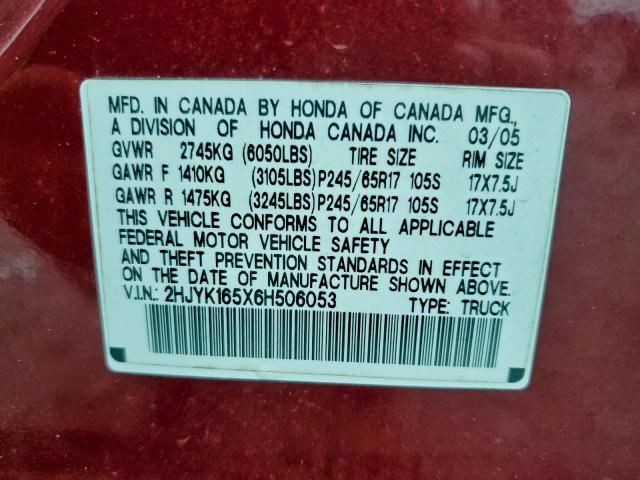 MFD. IN CANADA BY HONDA OF CANADA MFG.,
A DIVISION OF HONDA CANADA INC. 03/05
GVWR 2745KG (6050LBS) TIRE SIZE RIM SIZE
GAWR F 1410KG (3105LBS) P245/65R17 105S 17X7.5J
GAWR R 1475KG (3245LBS) P245/65R17 105S 17X7.5J
THIS VEHICLE CONFORMS TO ALL APPLICABLE
FEDERAL MOTOR VEHICLE SAFETY
AND THEFT PREVENTION STANDARDS IN EFFECT
ON THE DATE OF MANUFACTURE SHOWN ABOVE.
V.I.N.: 2HJYK165X6H506053 TYPE: TRUCK